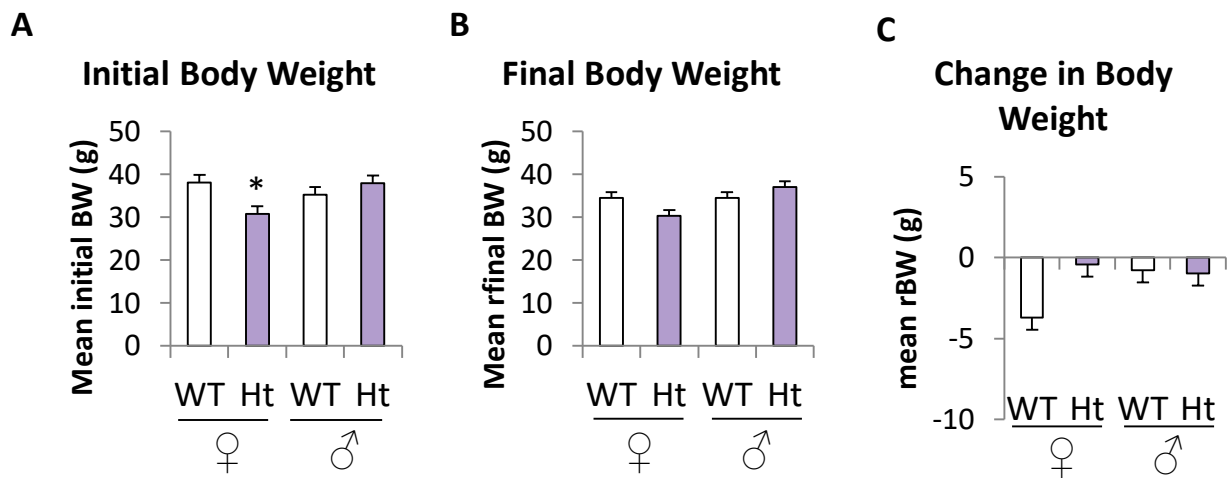 A
Initial Body Weight
Mean initial BW (g)
50
40
30
20
10
0
*
WT Ht WT Ht
♀ ♂
B
Final Body Weight
Mean rfinal BW (g)
50
40
30
20
10
0
WT Ht WT Ht
♀ ♂
C
Change in Body
Weight
mean rBW (g)
5
0
-5
-10
WT Ht WT Ht
♀ ♂